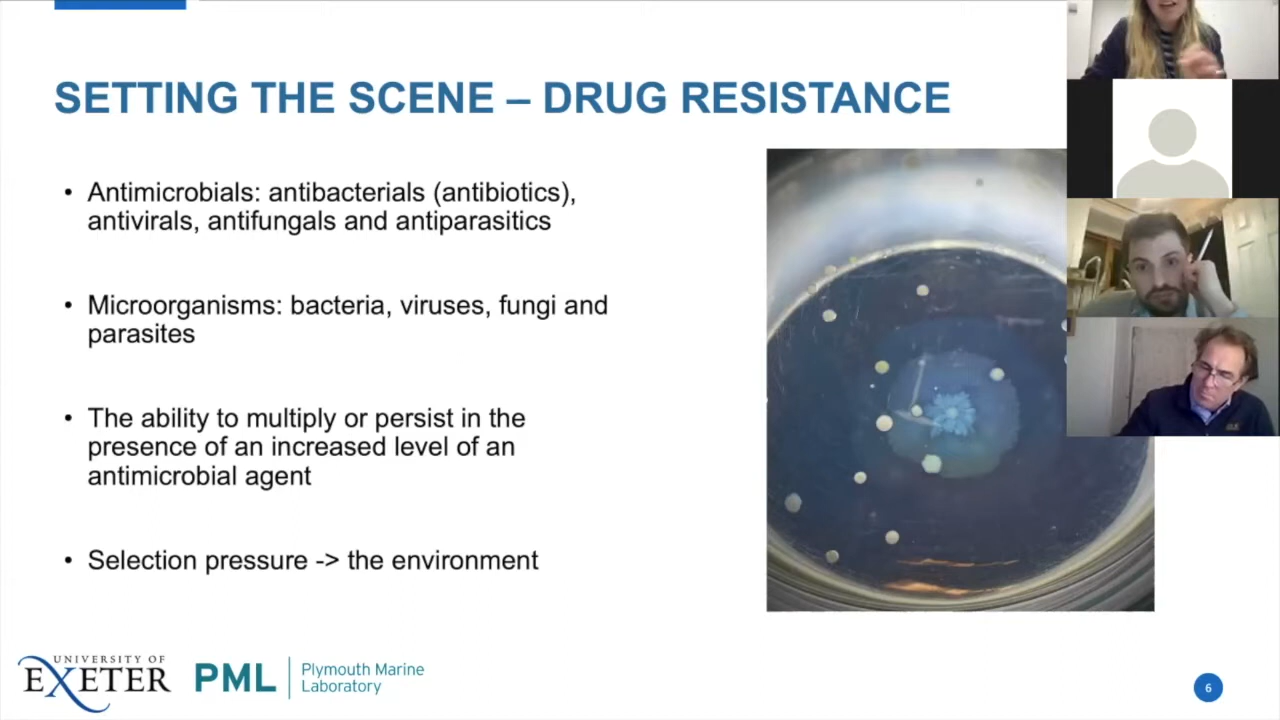 SETTING THE SCENE – DRUG RESISTANCE
• Antimicrobials: antibacterials (antibiotics),
antivirals, antifungals and antiparasitics
• Microorganisms: bacteria, viruses, fungi and
parasites
• The ability to multiply or persist in the
presence of an increased level of an
antimicrobial agent
• Selection pressure -> the environment
UNIVERSITY OF
EXETER
PML
Plymouth Marine
Laboratory
6